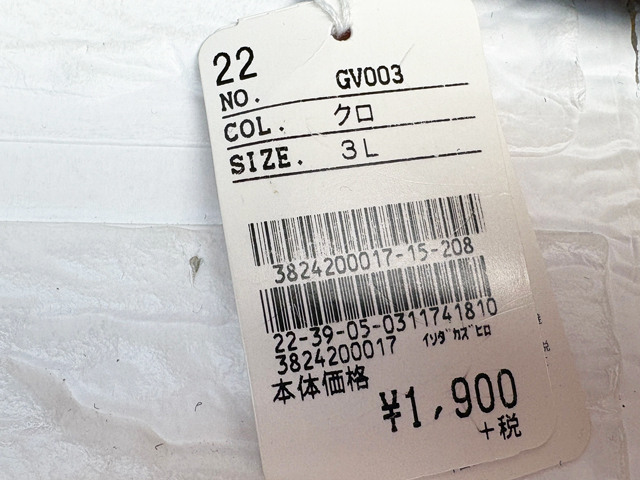 22
NO. GV003
COL. クロ
SIZE. 3L
3824200017-15-208
22-39-05-0311741810
3824200017 イソダカズヒロ
本体価格
¥1,900
+税